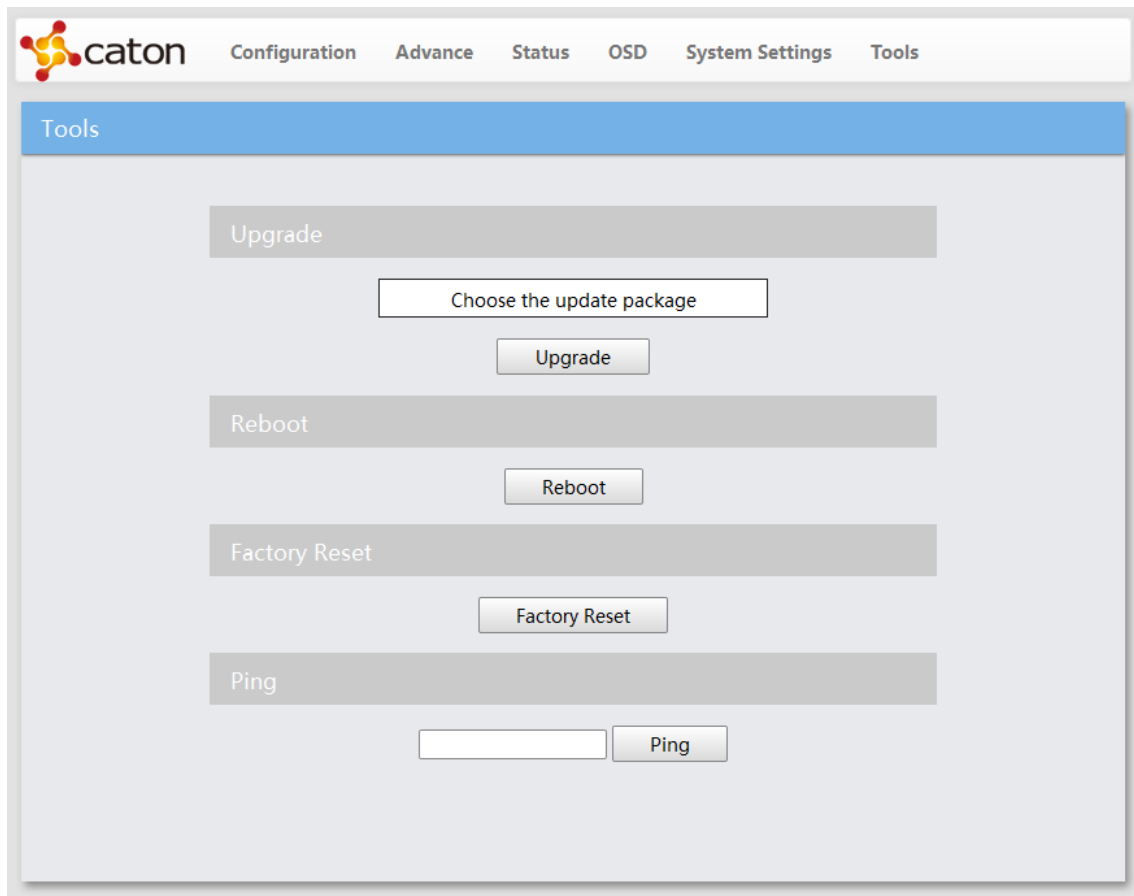 caton Configuration Advance Status OSD System Settings Tools
Tools
Upgrade
Choose the update package
Upgrade
Reboot
Reboot
Factory Reset
Factory Reset
Ping
Ping